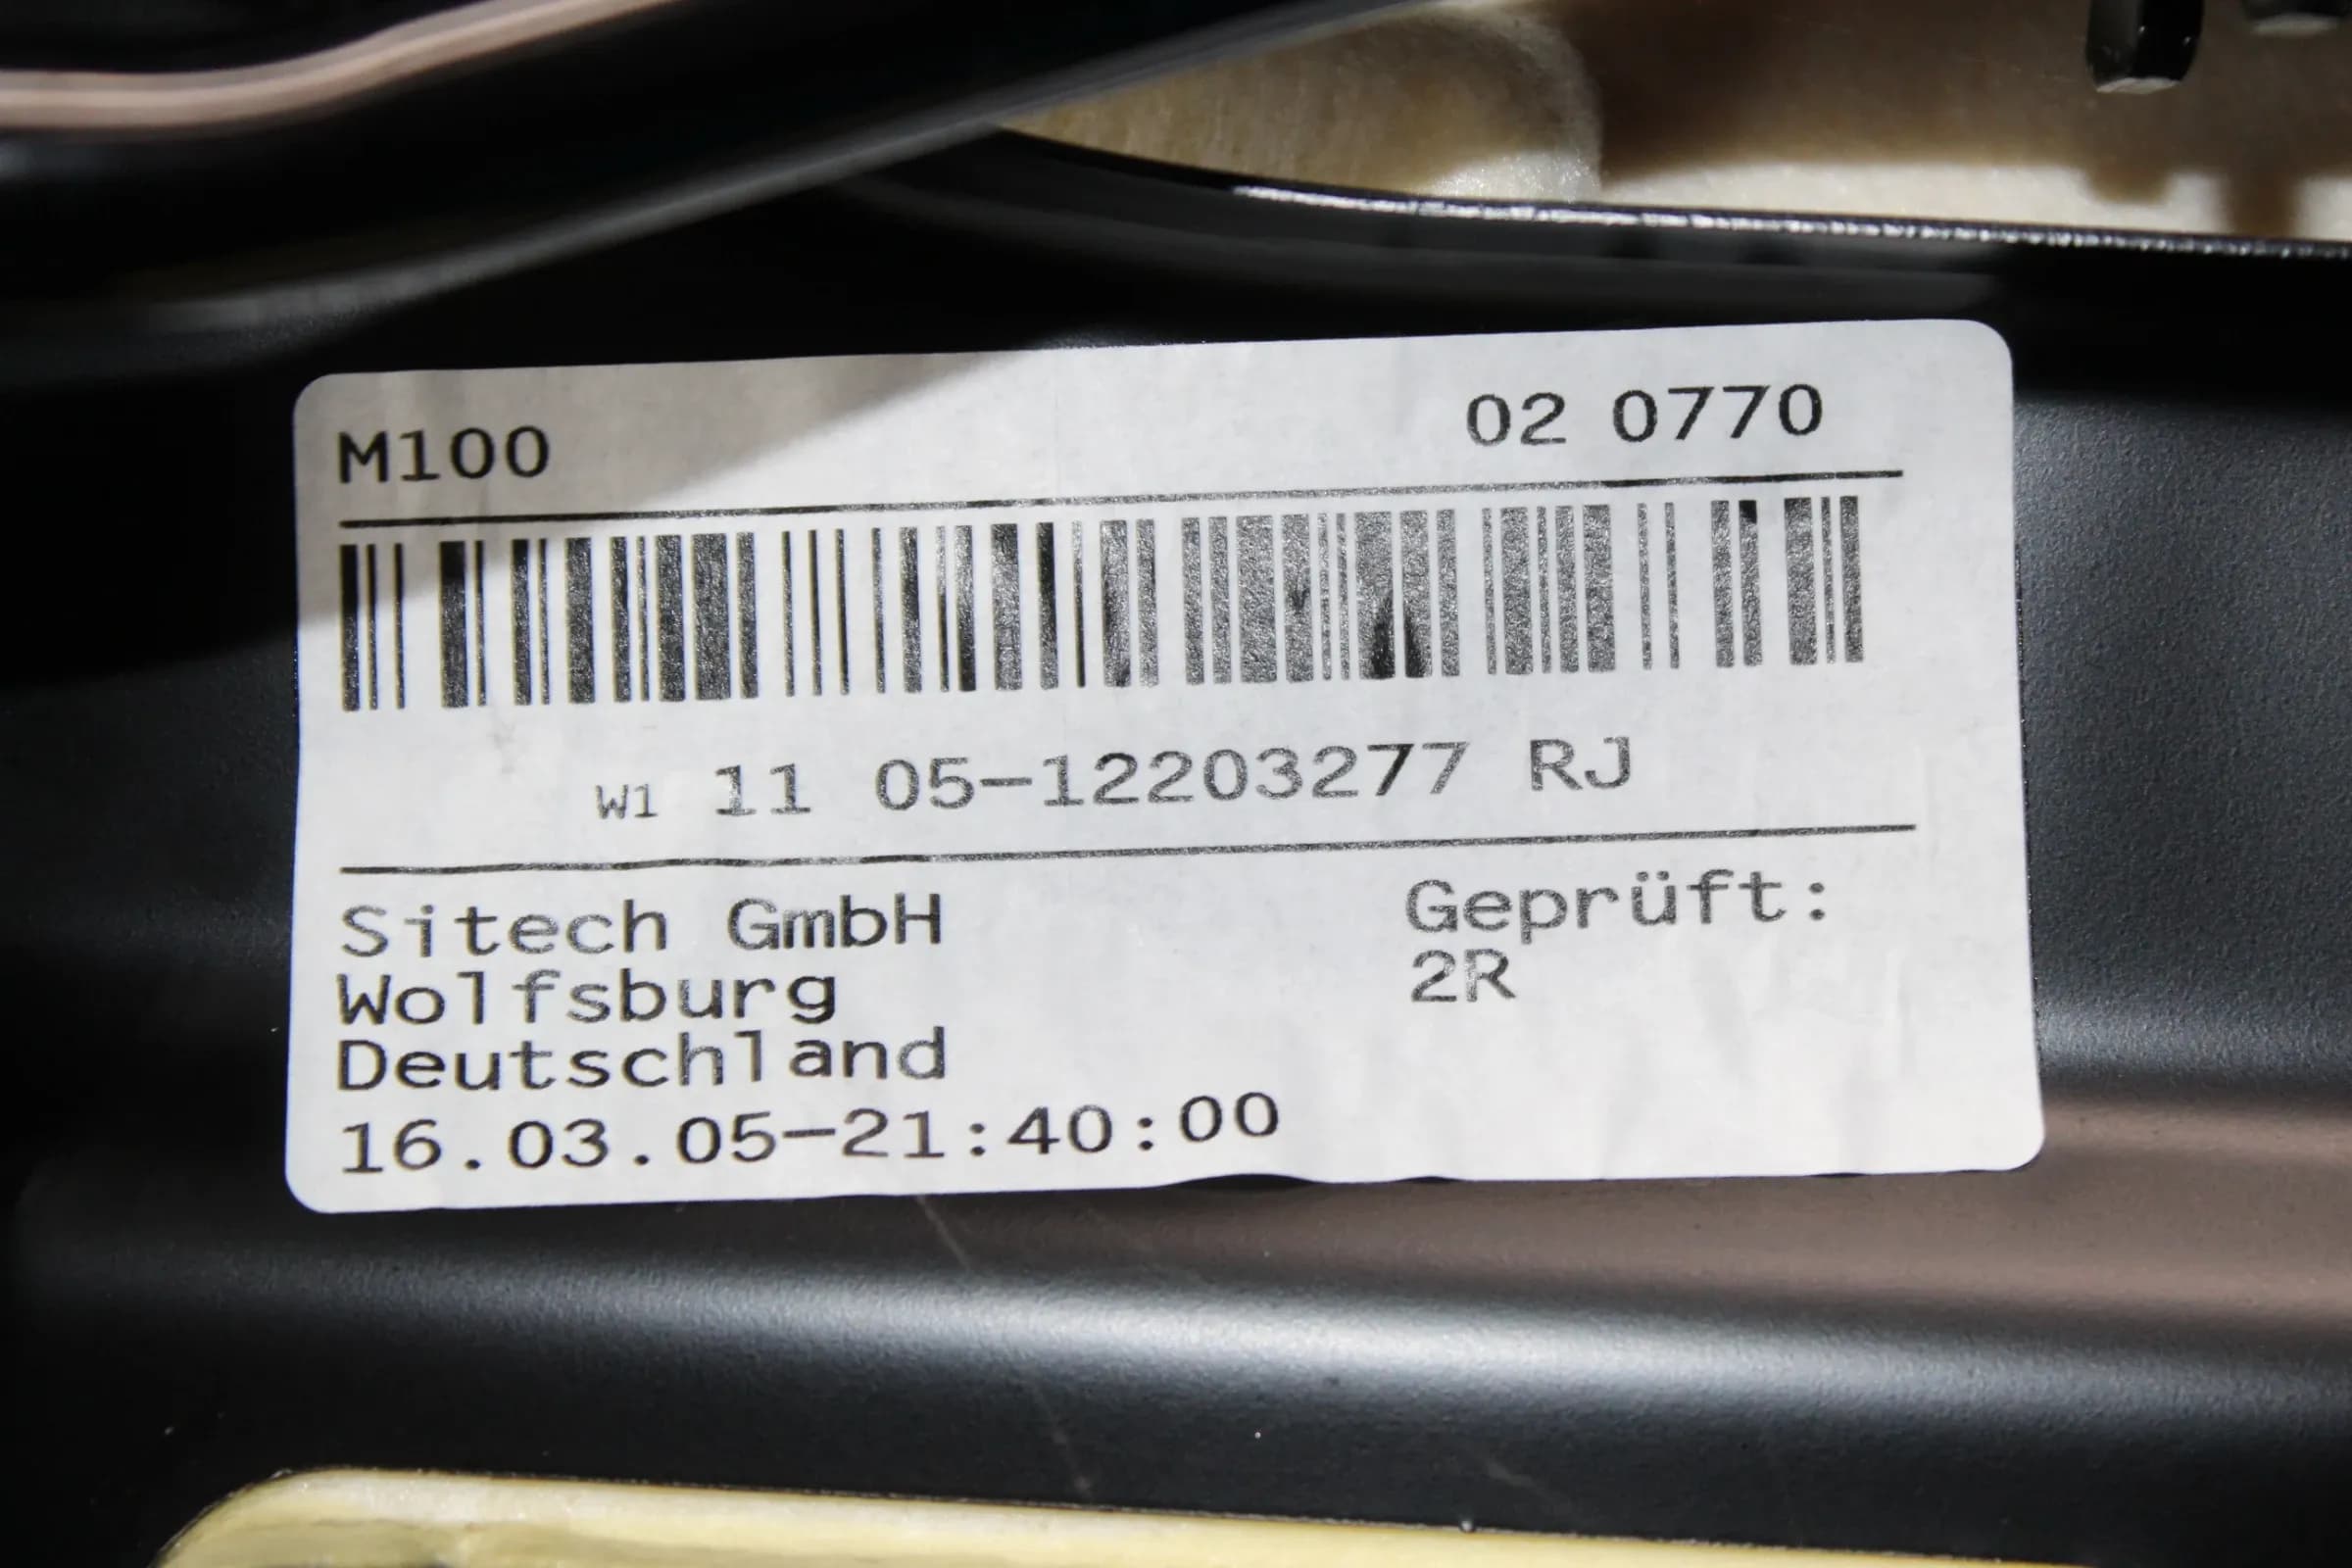 M100 02 0770
W1 11 05-12203277 RJ
Sitech GmbH Geprüft:
Wolfsburg 2R
Deutschland
16.03.05-21:40:00